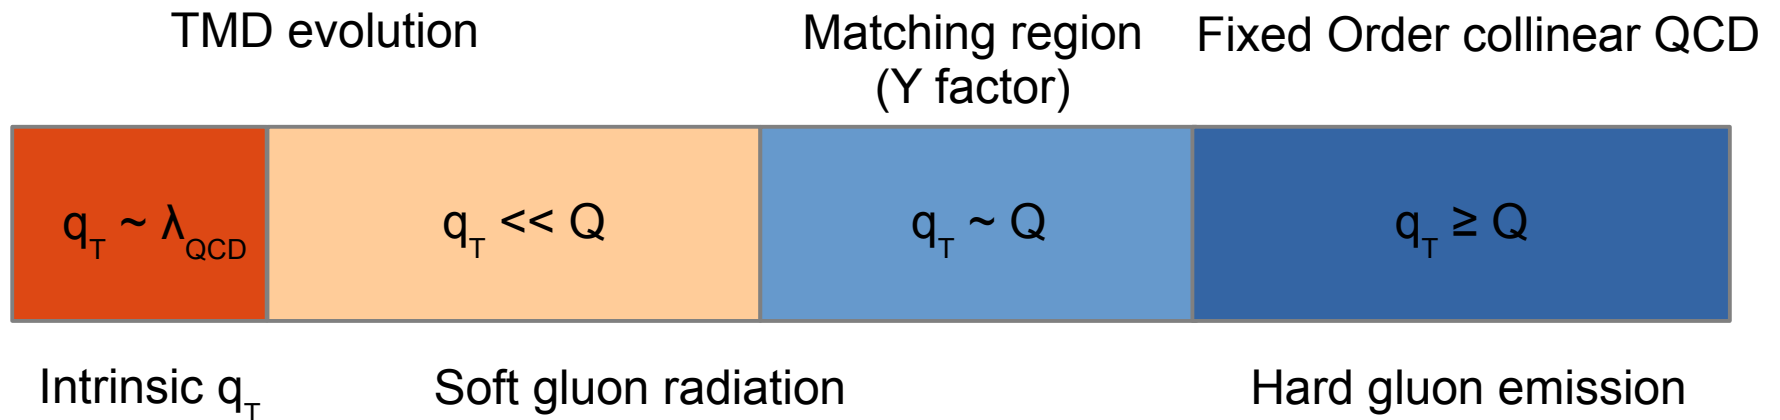 TMD evolution
Matching region
(Y factor)
Fixed Order collinear QCD
q_T ~ λ_QCD
q_T << Q
q_T ~ Q
q_T ≥ Q
Intrinsic q_T
Soft gluon radiation
Hard gluon emission